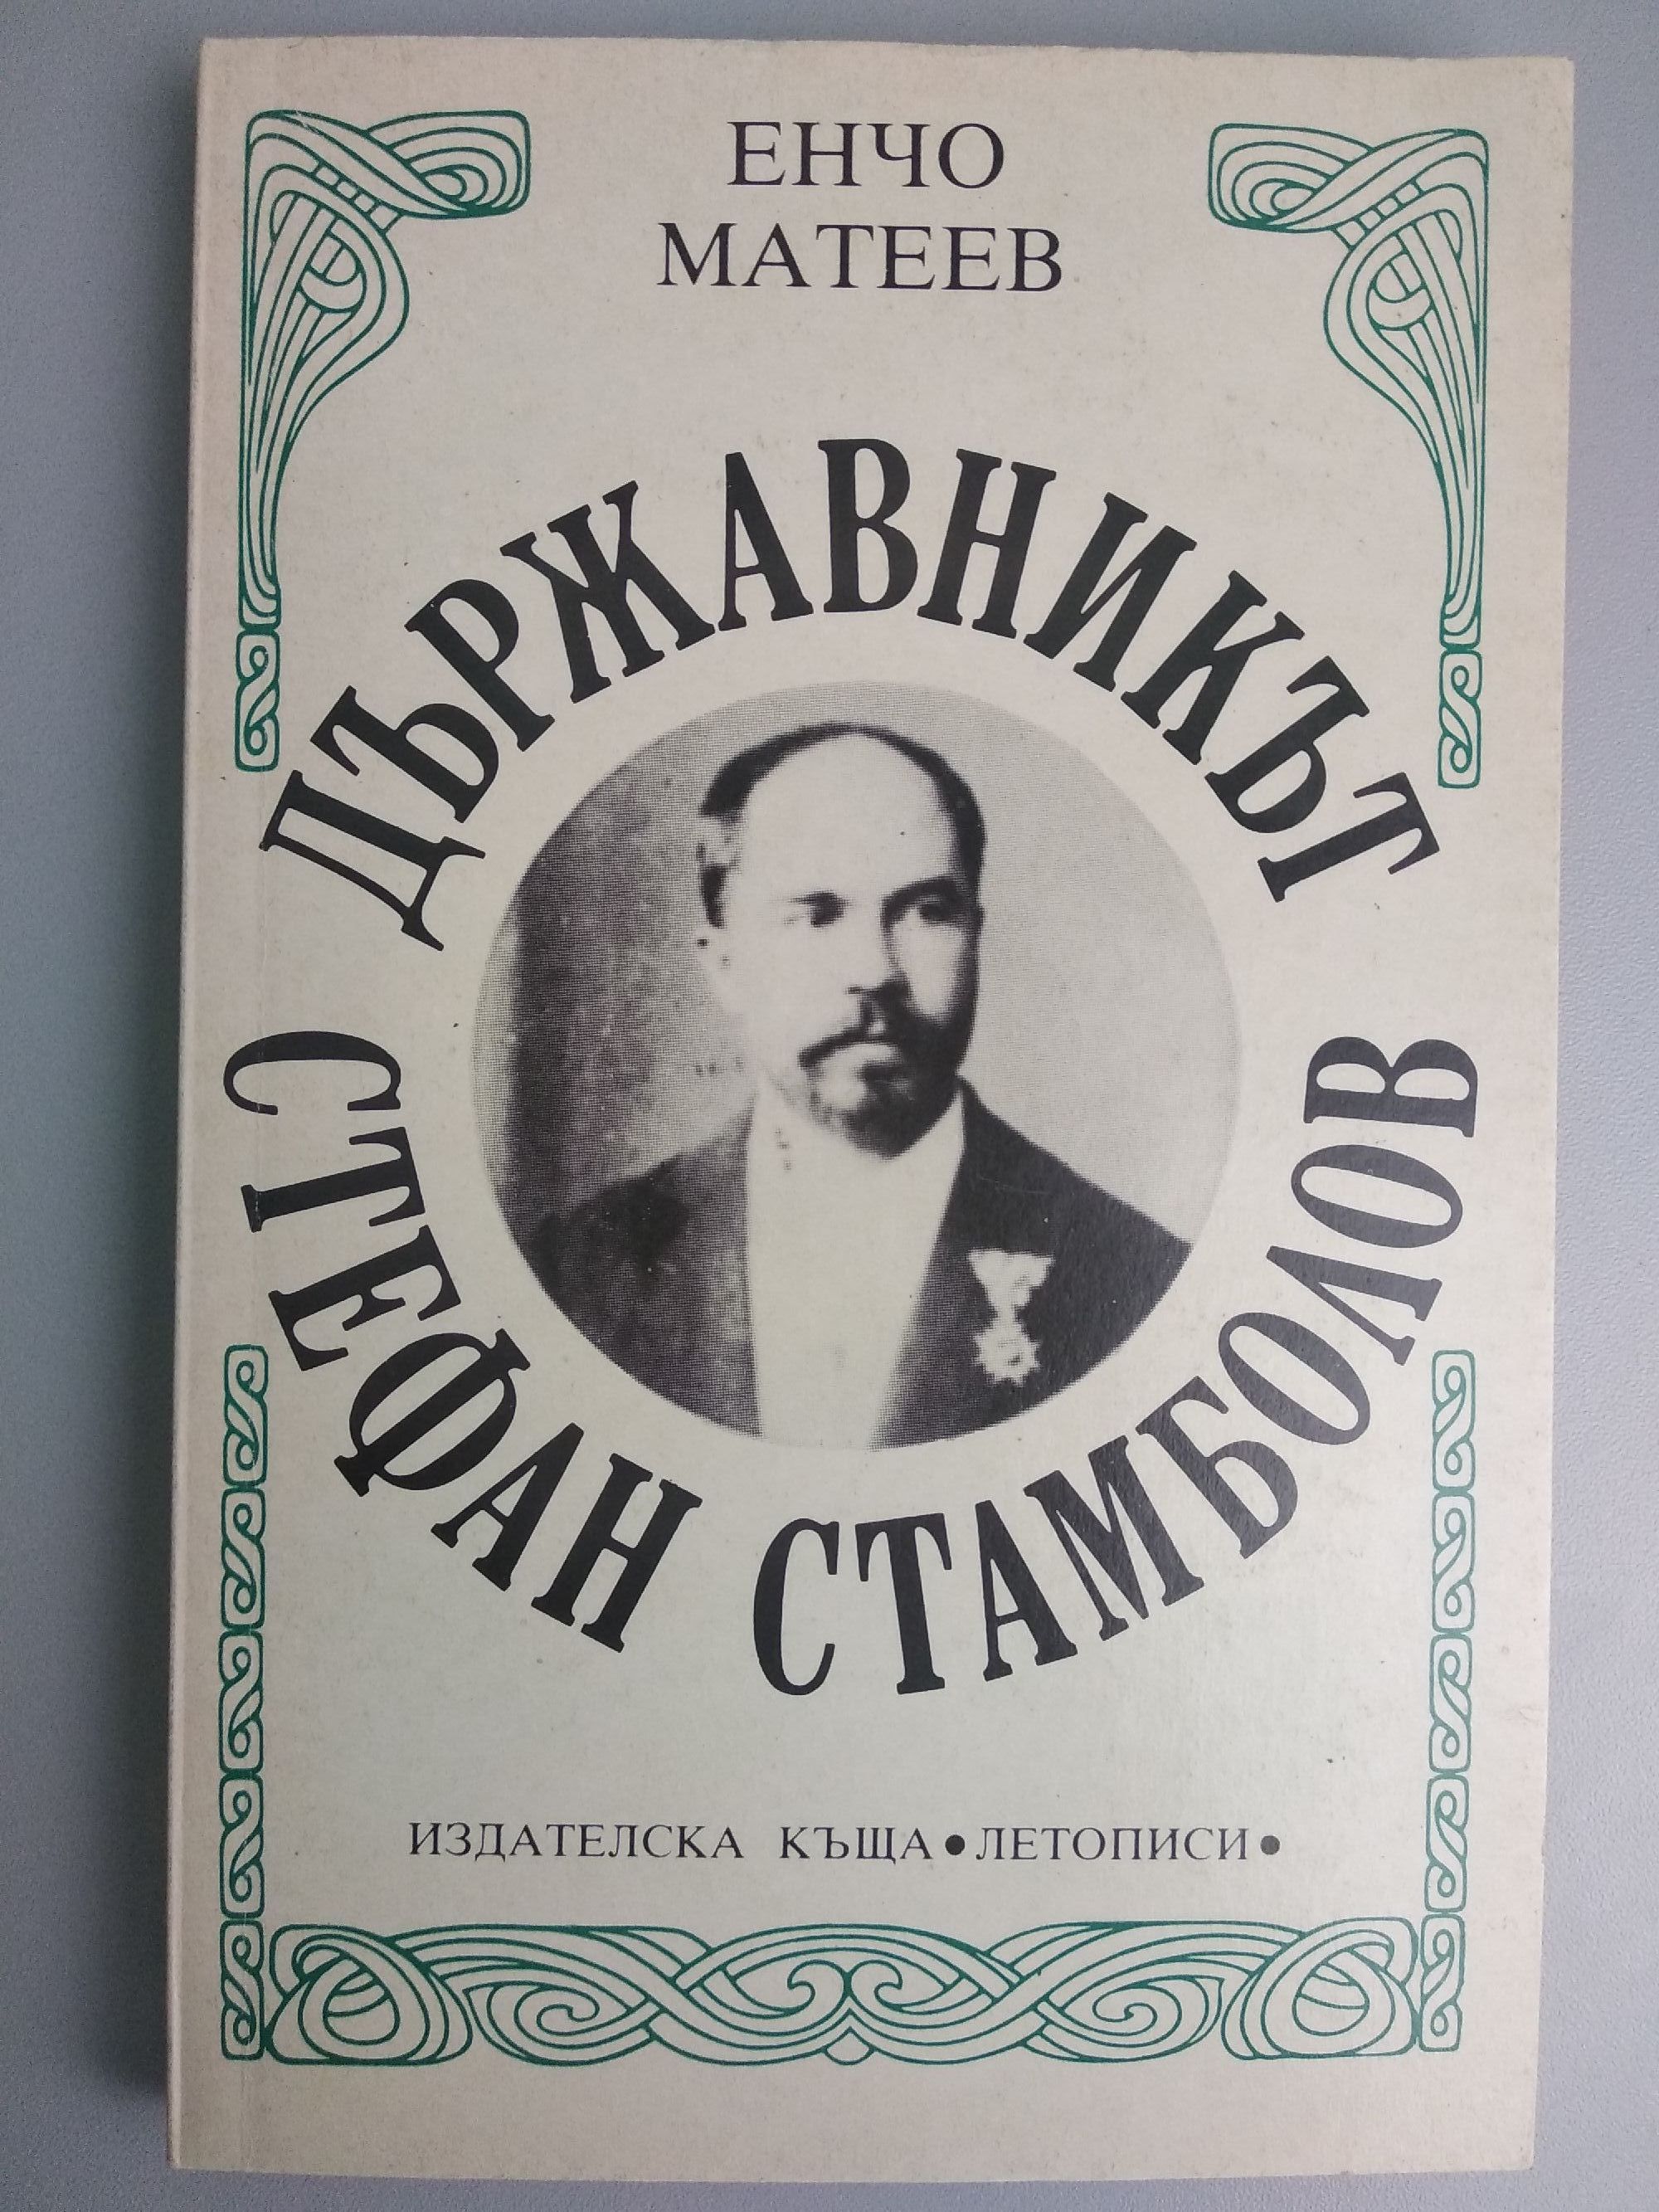 ЕНЧО
МАТЕЕВ
ДЪРЖАВНИКЪТ
СТЕФАН СТАМБОЛОВ
ИЗДАТЕЛСКА КЪЩА • ЛЕТОПИСИ •